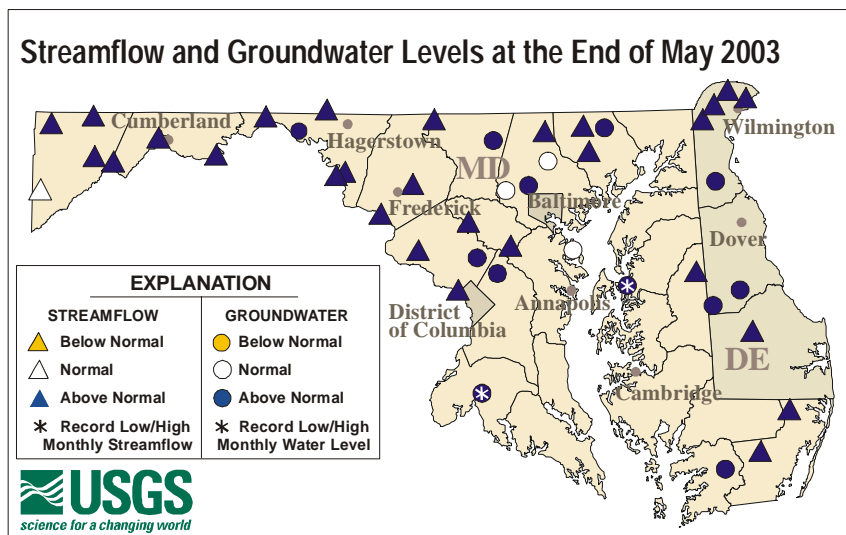 Streamflow and Groundwater Levels at the End of May 2003
Cumberland
Hagerstown
Wilmington
MD
Frederick
Baltimore
Dover
EXPLANATION
STREAMFLOW
Below Normal
Normal
Above Normal
* Record Low/High
Monthly Streamflow
GROUNDWATER
Below Normal
Normal
Above Normal
* Record Low/High
Monthly Water Level
Annapolis
District
of Columbia
DE
Cambridge
USGS
science for a changing world